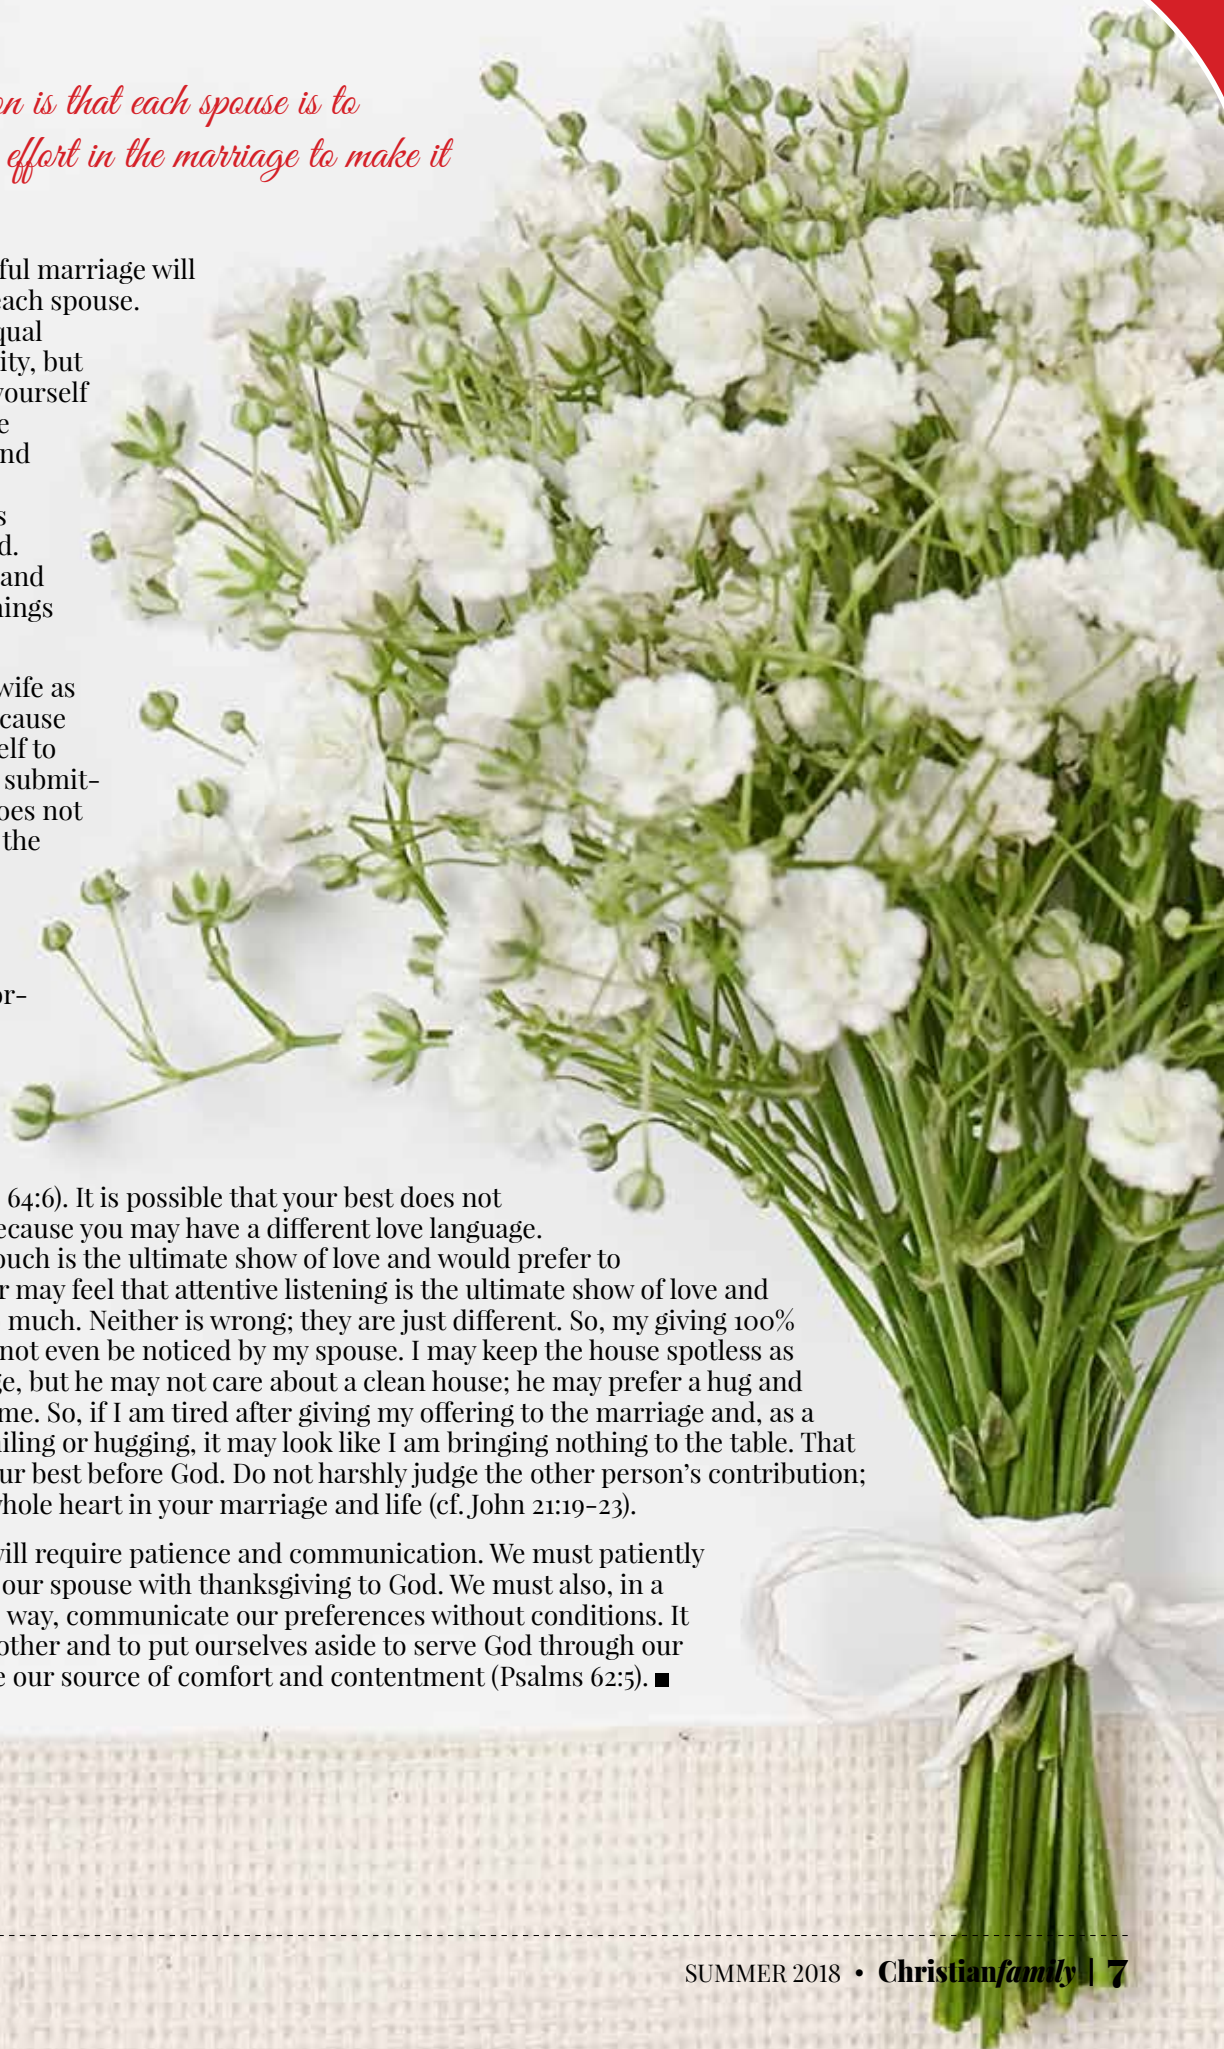 on is that each spouse is to
effort in the marriage to make it
ful marriage will
each spouse.
qual
ity, but
yourself
e
nd
s
d.
and
ings
wife as
cause
elf to
submit-
oes not
the
or-
64:6). It is possible that your best does not
ecause you may have a different love language.
ouch is the ultimate show of love and would prefer to
r may feel that attentive listening is the ultimate show of love and
much. Neither is wrong; they are just different. So, my giving 100%
not even be noticed by my spouse. I may keep the house spotless as
ge, but he may not care about a clean house; he may prefer a hug and
me. So, if I am tired after giving my offering to the marriage and, as a
iling or hugging, it may look like I am bringing nothing to the table. That
ur best before God. Do not harshly judge the other person's contribution;
whole heart in your marriage and life (cf. John 21:19-23).
will require patience and communication. We must patiently
our spouse with thanksgiving to God. We must also, in a
way, communicate our preferences without conditions. It
other and to put ourselves aside to serve God through our
e our source of comfort and contentment (Psalms 62:5). ■
SUMMER 2018 • Christianfamily | 7